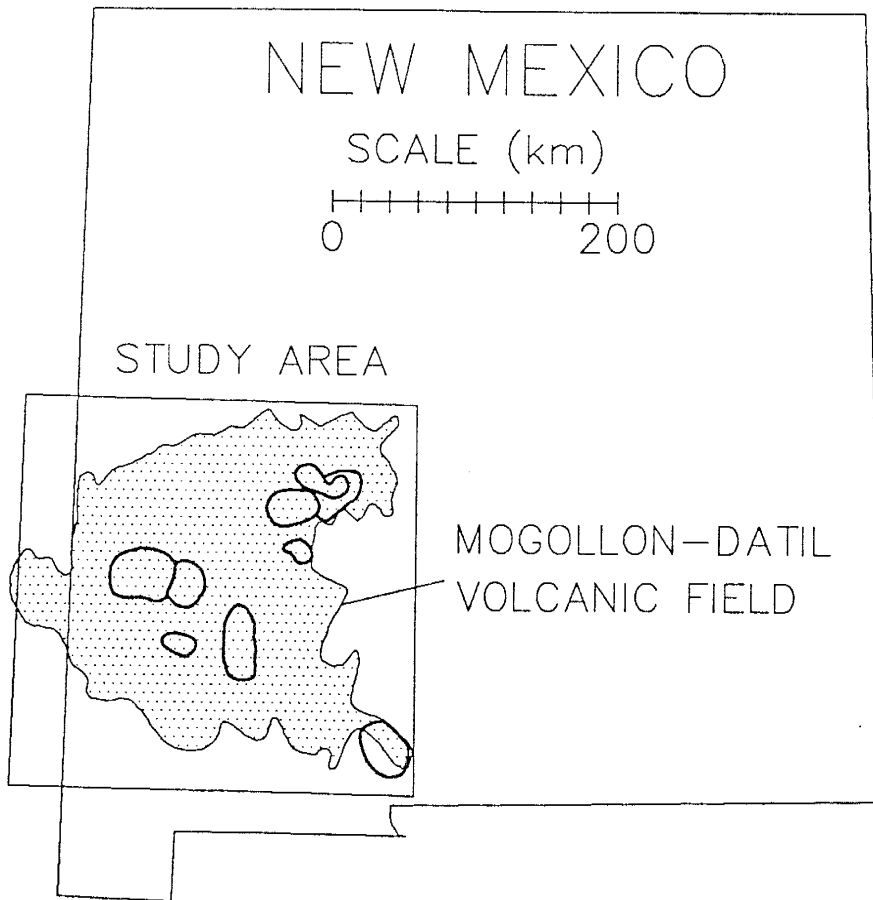 NEW MEXICO
SCALE (km)
0 200
STUDY AREA
MOGOLLON-DATIL
VOLCANIC FIELD